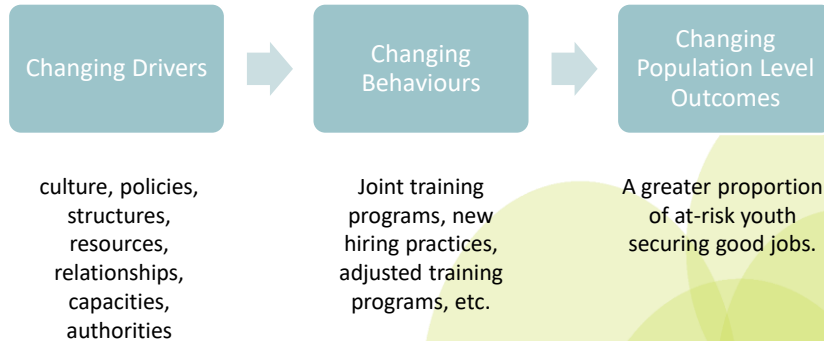 Changing Drivers
Changing
Behaviours
Changing
Population Level
Outcomes
culture, policies,
structures,
resources,
relationships,
capacities,
authorities
Joint training
programs, new
hiring practices,
adjusted training
programs, etc.
A greater proportion
of at-risk youth
securing good jobs.